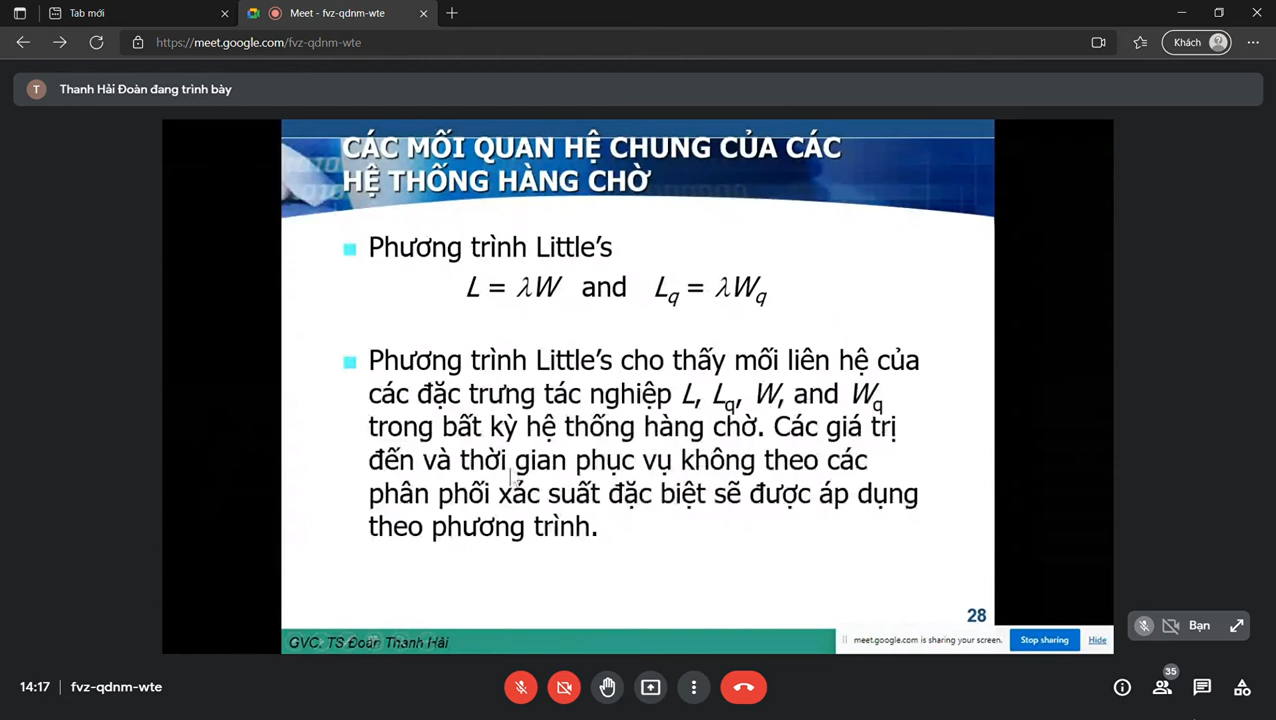 Tab mới
Meet - fvz-qdnm-wte
https://meet.google.com/fvz-qdnm-wte
Khách
T
Thanh Hải Đoàn đang trình bày
CÁC MỐI QUAN HỆ CHUNG CỦA CÁC
HỆ THỐNG HÀNG CHỜ
Phương trình Little’s
L = λW and Lq = λWq
Phương trình Little’s cho thấy mối liên hệ của
các đặc trưng tác nghiệp L, Lq, W, and Wq
trong bất kỳ hệ thống hàng chờ. Các giá trị
đến và thời gian phục vụ không theo các
phân phối xác suất đặc biệt sẽ được áp dụng
theo phương trình.
28
GVC. TS Đoàn Thanh Hải
meet.google.com is sharing your screen.
Stop sharing
Hide
Bạn
14:17
fvz-qdnm-wte
35